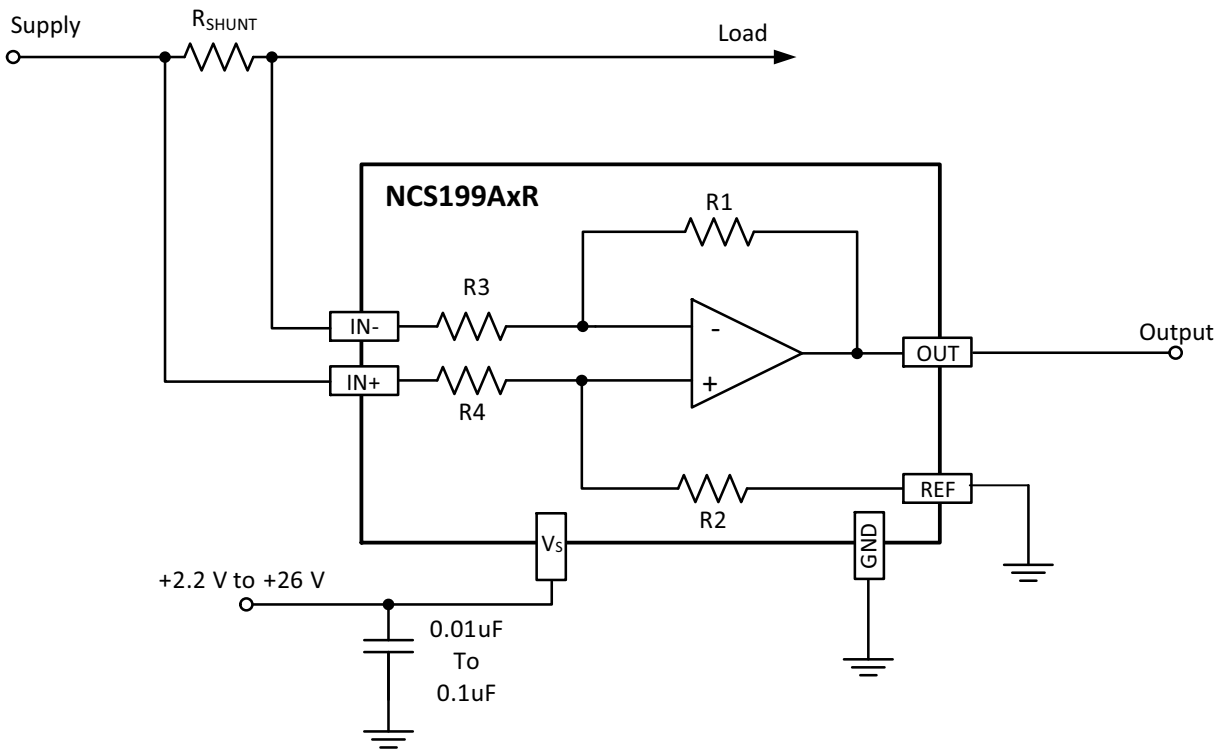 Supply
R_SHUNT
Load
NCS199AxR
R1
R3
IN-
-
OUT
Output
IN+
+
R4
REF
R2
Vs
GND
+2.2 V to +26 V
0.01uF
To
0.1uF